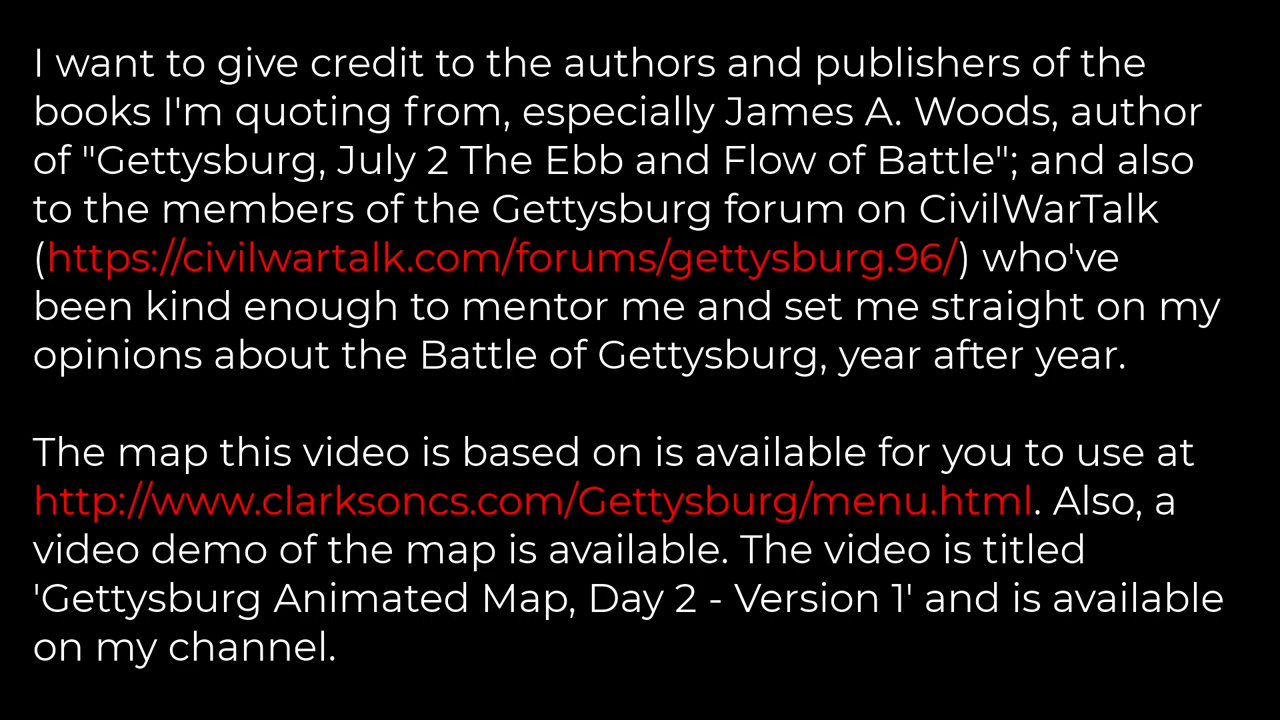 I want to give credit to the authors and publishers of the
books I'm quoting from, especially James A. Woods, author
of "Gettysburg, July 2 The Ebb and Flow of Battle"; and also
to the members of the Gettysburg forum on CivilWarTalk
(https://civilwartalk.com/forums/gettysburg.96/) who've
been kind enough to mentor me and set me straight on my
opinions about the Battle of Gettysburg, year after year.
The map this video is based on is available for you to use at
http://www.clarksoncs.com/Gettysburg/menu.html. Also, a
video demo of the map is available. The video is titled
'Gettysburg Animated Map, Day 2 - Version 1' and is available
on my channel.